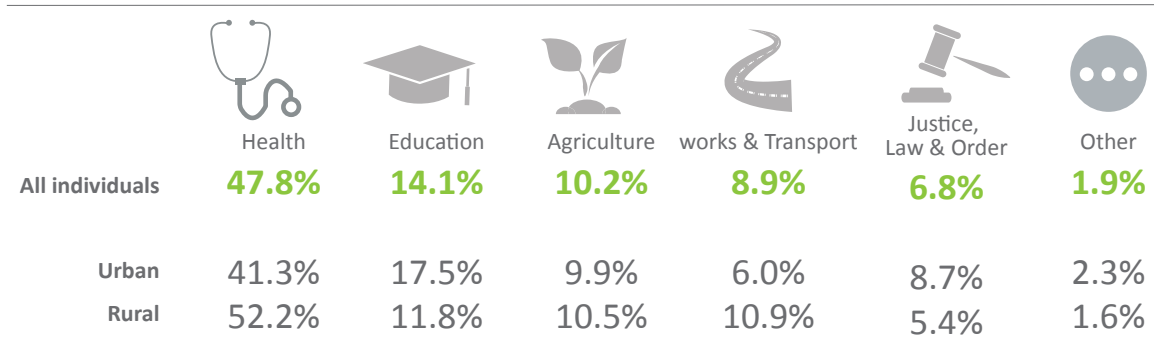 Health Education Agriculture works & Transport Justice, Law & Order Other
All individuals 47.8% 14.1% 10.2% 8.9% 6.8% 1.9%
Urban 41.3% 17.5% 9.9% 6.0% 8.7% 2.3%
Rural 52.2% 11.8% 10.5% 10.9% 5.4% 1.6%